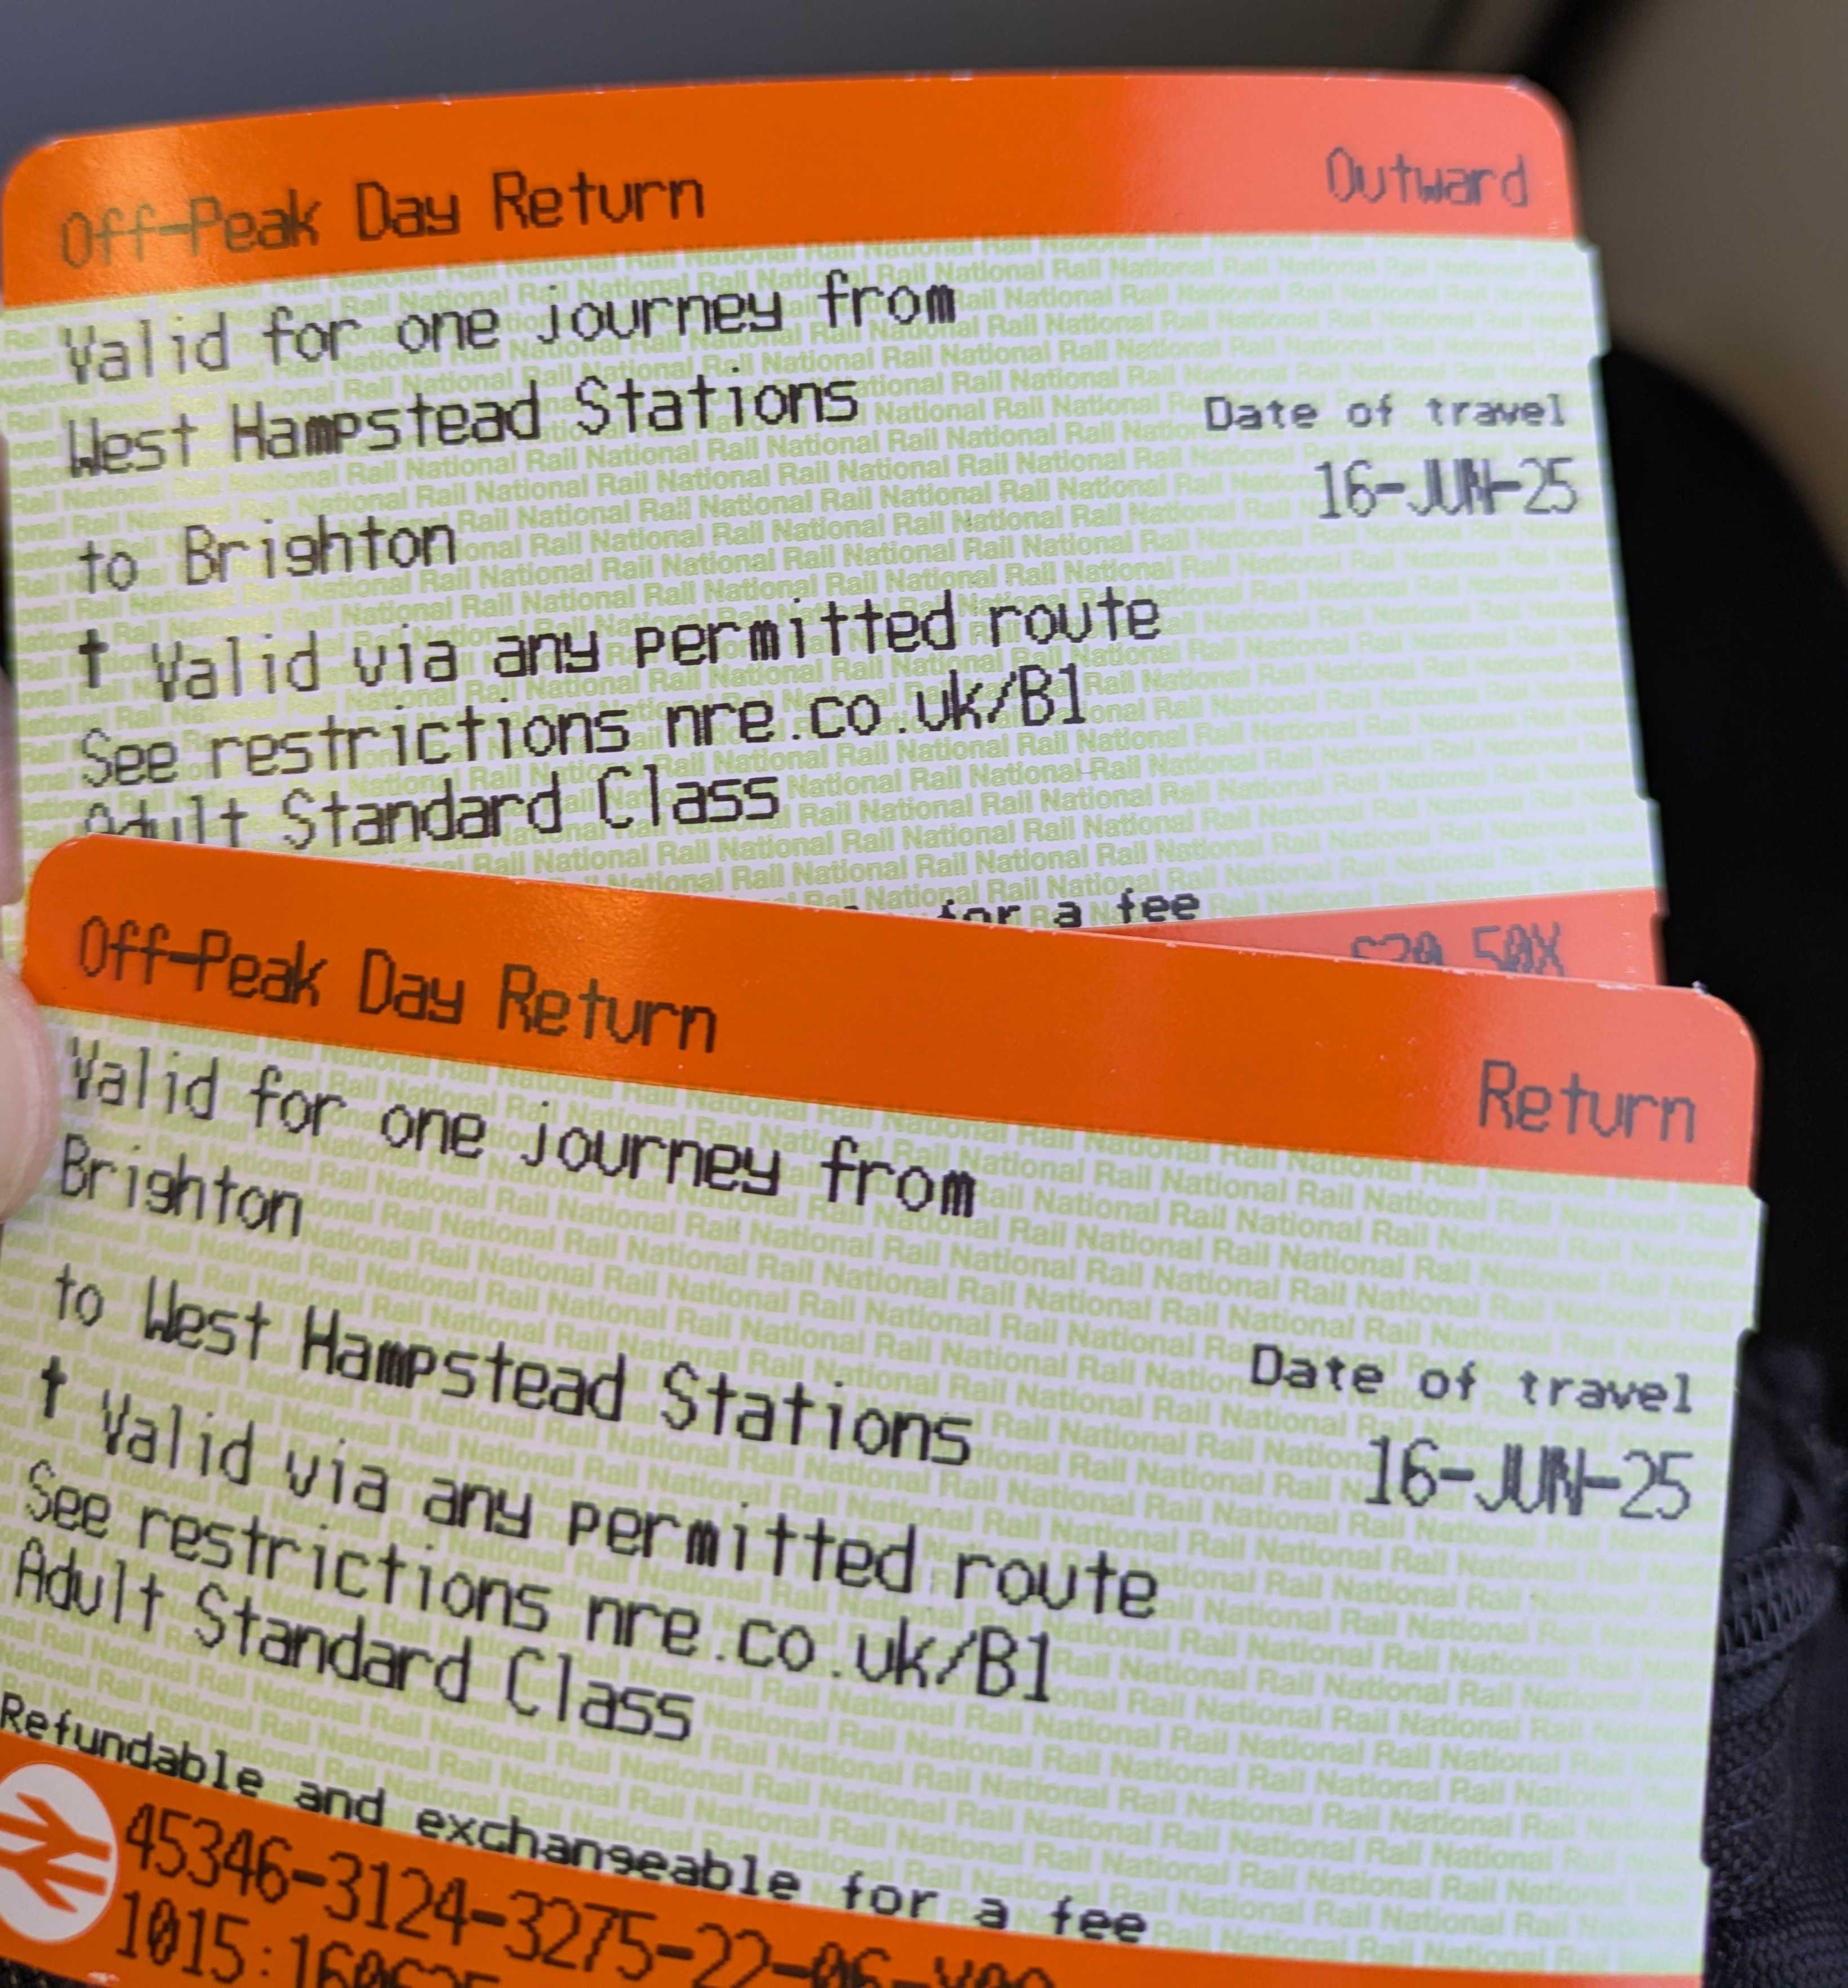 Off-Peak Day Return Outward
Valid for one journey from
West Hampstead Stations
Date of travel
to Brighton 16-JUN-25
† Valid via any permitted route
See restrictions nre.co.uk/B1
Adult Standard Class
for a fee
£20.50X
Off-Peak Day Return Return
Valid for one journey from
Brighton
to West Hampstead Stations Date of travel
† Valid via any permitted route 16-JUN-25
See restrictions nre.co.uk/B1
Adult Standard Class
Refundable and exchangeable for a fee
45346-3124-3275-22-06